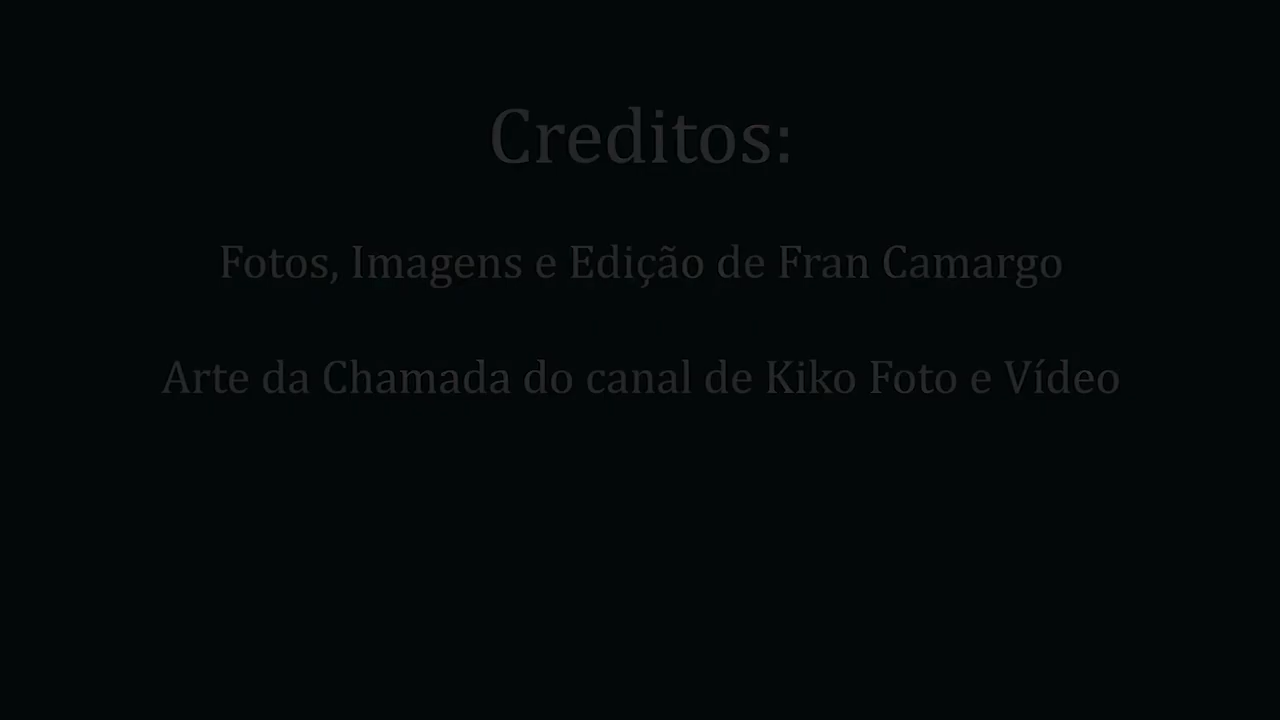 Creditos:
Fotos, Imagens e Edição de Fran Camargo
Arte da Chamada do canal de Kiko Foto e Vídeo